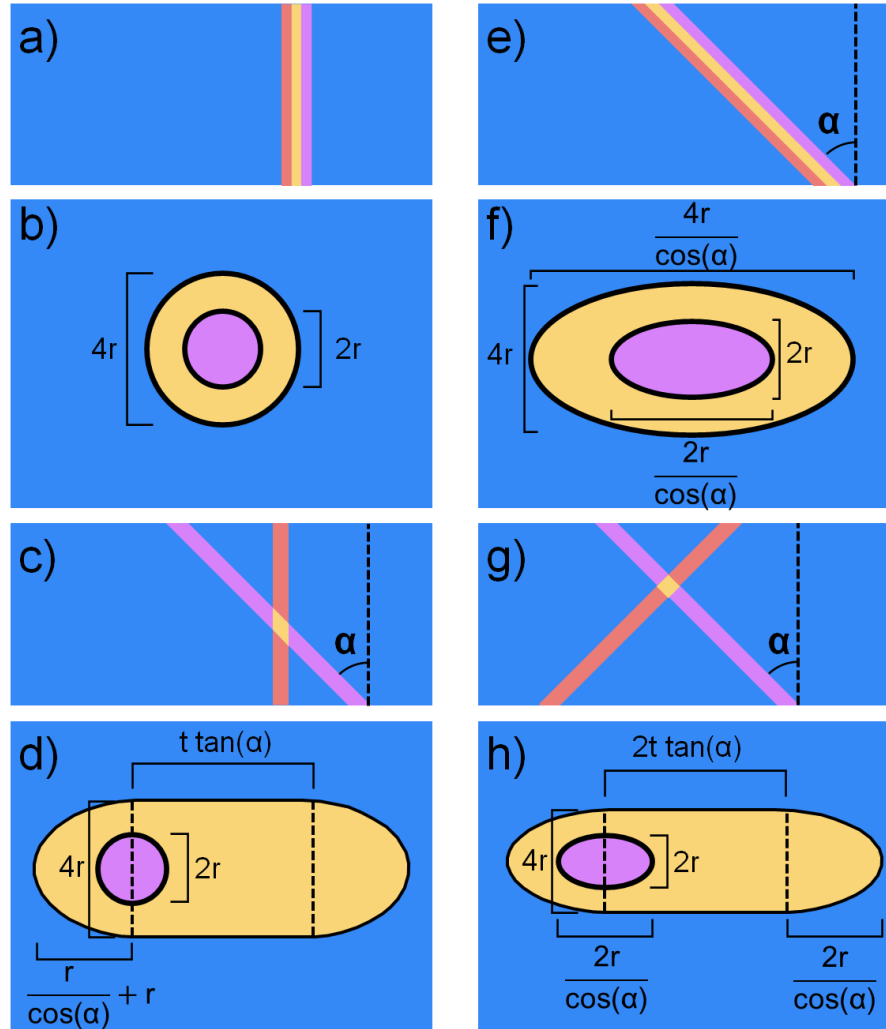 a)
e)
α
b)
4r
2r
f)
4r
cos(α)
4r
2r
2r
cos(α)
c)
α
g)
α
d)
t tan(α)
4r
2r
r
cos(α) + r
h)
2t tan(α)
4r
2r
2r
cos(α)
2r
cos(α)